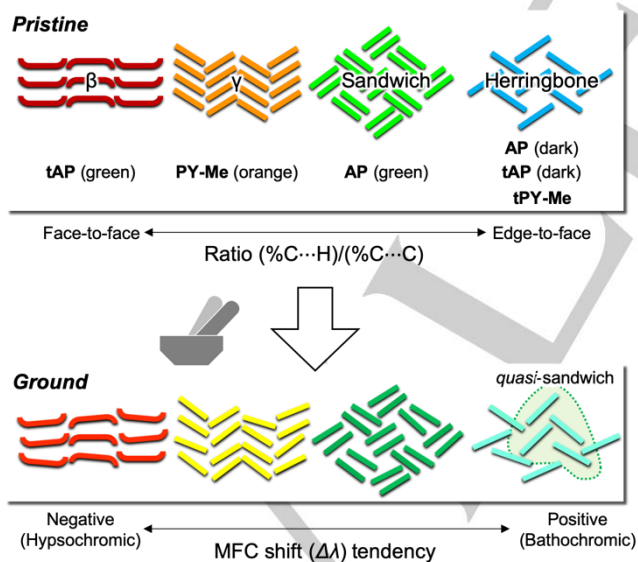 Pristine
β
γ
Sandwich
Herringbone
tAP (green)
PY-Me (orange)
AP (green)
AP (dark)
tAP (dark)
tPY-Me
Face-to-face
Edge-to-face
Ratio (%C⋯H)/(%C⋯C)
Ground
quasi-sandwich
Negative
(Hypsochromic)
Positive
(Bathochromic)
MFC shift (Δλ) tendency